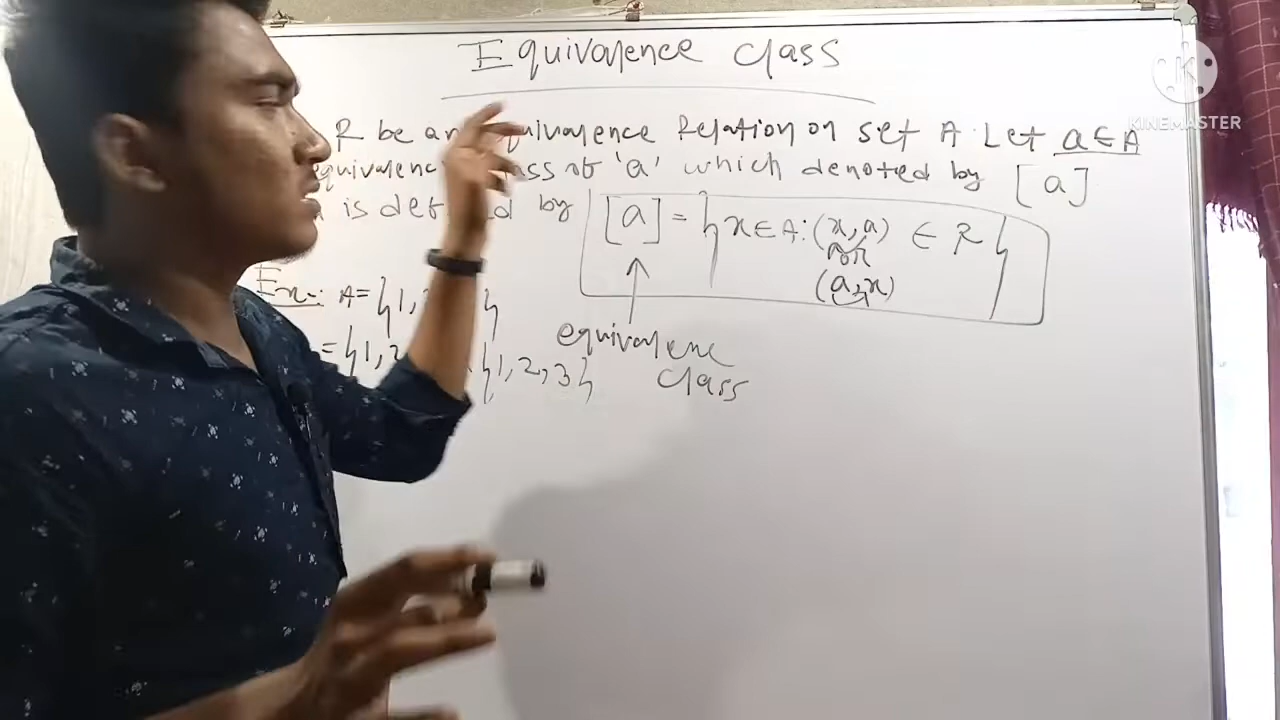 Equivalence class
R be an equivalence Relation on set A. Let a ∈ A
equivalence class of 'a' which denoted by [a]
is defined by [a] = {x ∈ A: (x, a) ∈ R}
or
(a, x)
Ex:- A = {1, }
equivalence
= {1, 2 {1, 2, 3}
class
KINEMASTER